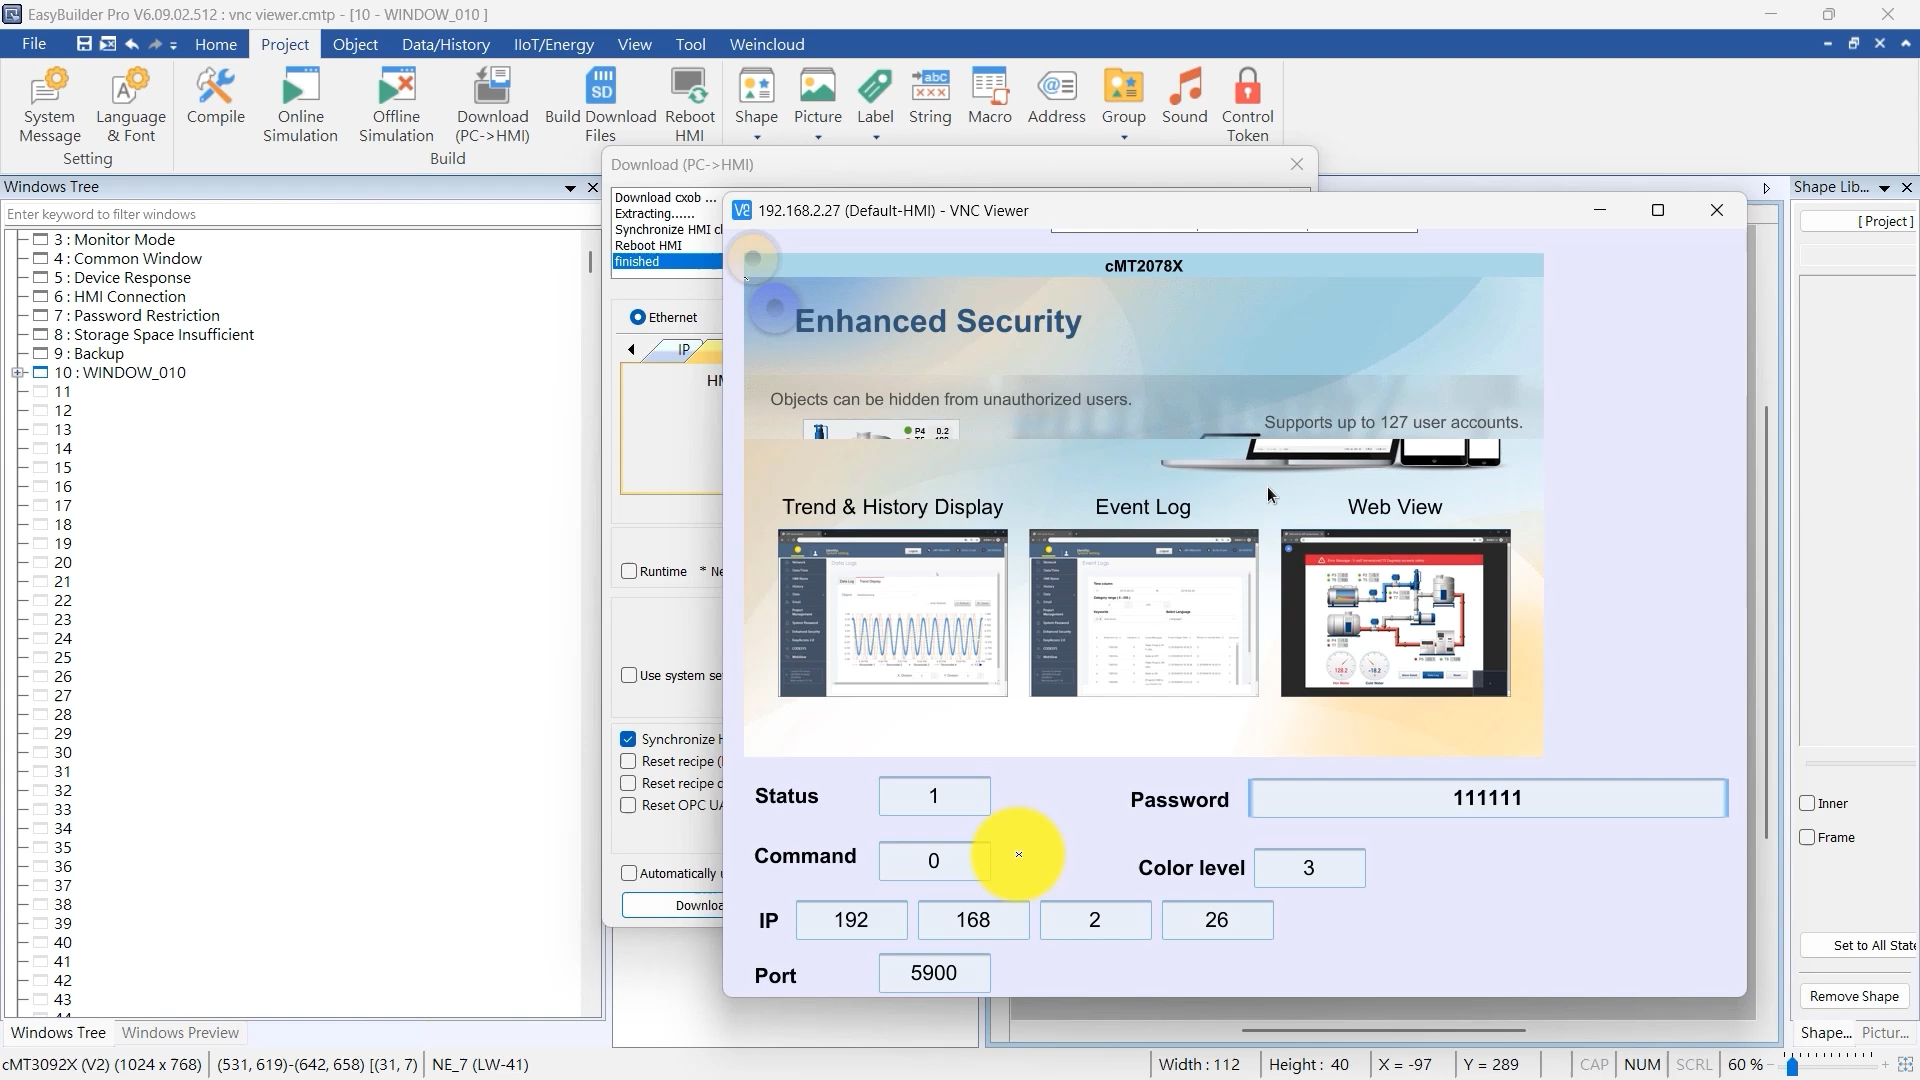 EasyBuilder Pro V6.09.02.512 : vnc viewer.cmtp - [10 - WINDOW_010 ]
File Home Project Object Data/History IIoT/Energy View Tool Weincloud
System Message
Language & Font
Compile
Online Simulation
Offline Simulation
Download (PC->HMI)
Build Download Files
Reboot HMI
Shape
Picture
Label
String
Macro
Address
Group
Sound
Control Token
Setting
Build
Windows Tree
Enter keyword to filter windows
3 : Monitor Mode
4 : Common Window
5 : Device Response
6 : HMI Connection
7 : Password Restriction
8 : Storage Space Insufficient
9 : Backup
10 : WINDOW_010
11
12
13
14
15
16
17
18
19
20
21
22
23
24
25
26
27
28
29
30
31
32
33
34
35
36
37
38
39
40
41
42
43
44
Windows Tree Windows Preview
Download (PC->HMI)
Download cxob ...
Extracting......
Synchronize HMI cl
Reboot HMI
finished
Ethernet
IP
HM
Runtime * Ne
Use system se
Synchronize H
Reset recipe (
Reset recipe c
Reset OPC UA
Automatically u
Downloa
192.168.2.27 (Default-HMI) - VNC Viewer
cMT2078X
Enhanced Security
Objects can be hidden from unauthorized users.
Supports up to 127 user accounts.
P4 0.2
Trend & History Display Event Log Web View
Status 1
Password 111111
Command 0
Color level 3
IP 192 168 2 26
Port 5900
Shape Lib...
[ Project ]
Inner
Frame
Set to All State
Remove Shape
Shape... Pictur...
cMT3092X (V2) (1024 x 768) (531, 619)-(642, 658) [(31, 7) NE_7 (LW-41)
Width : 112 Height : 40 X = -97 Y = 289 CAP NUM SCRL 60 %